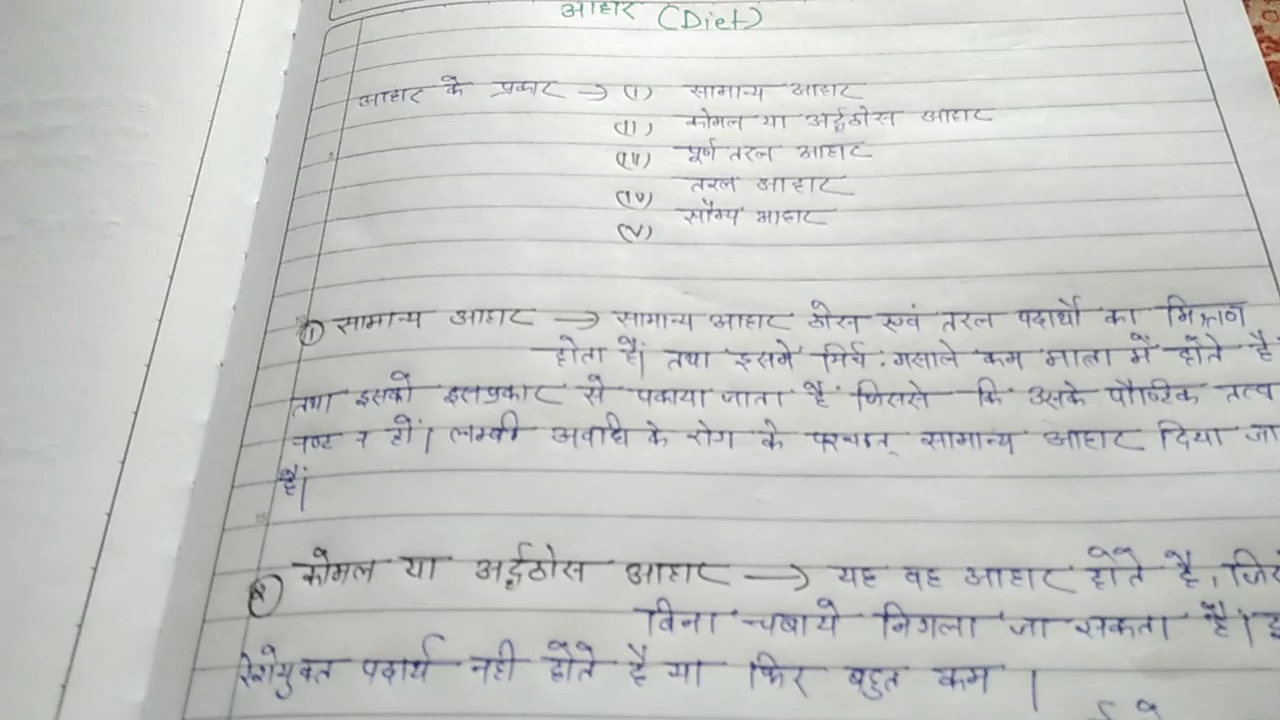 आहार (Diet)
आहार के प्रकार → (i) सामान्य आहार
(ii) कोमल या अर्द्धठोस आहार
(iii) पूर्ण तरल आहार
(iv) तरल आहार
(v) सौम्य आहार
① सामान्य आहार → सामान्य आहार ठोस एवं तरल पदार्थो का मिश्रण
होता हैं। तथा इसमें मिर्च मसाले कम मात्रा में होते है
तथा इसको इसप्रकार से पकाया जाता है जिससे कि उसके पौष्टिक तत्व
नष्ट न हो। लम्बी अवधि के रोग के पश्चात् सामान्य आहार दिया जा
हैं।
कोमल या अर्द्धठोस आहार → यह वह आहार होते है,
बिना चबाये निगला जा सकता है।
रेशेयुक्त पदार्थ नही होते है या फिर बहुत कम ।